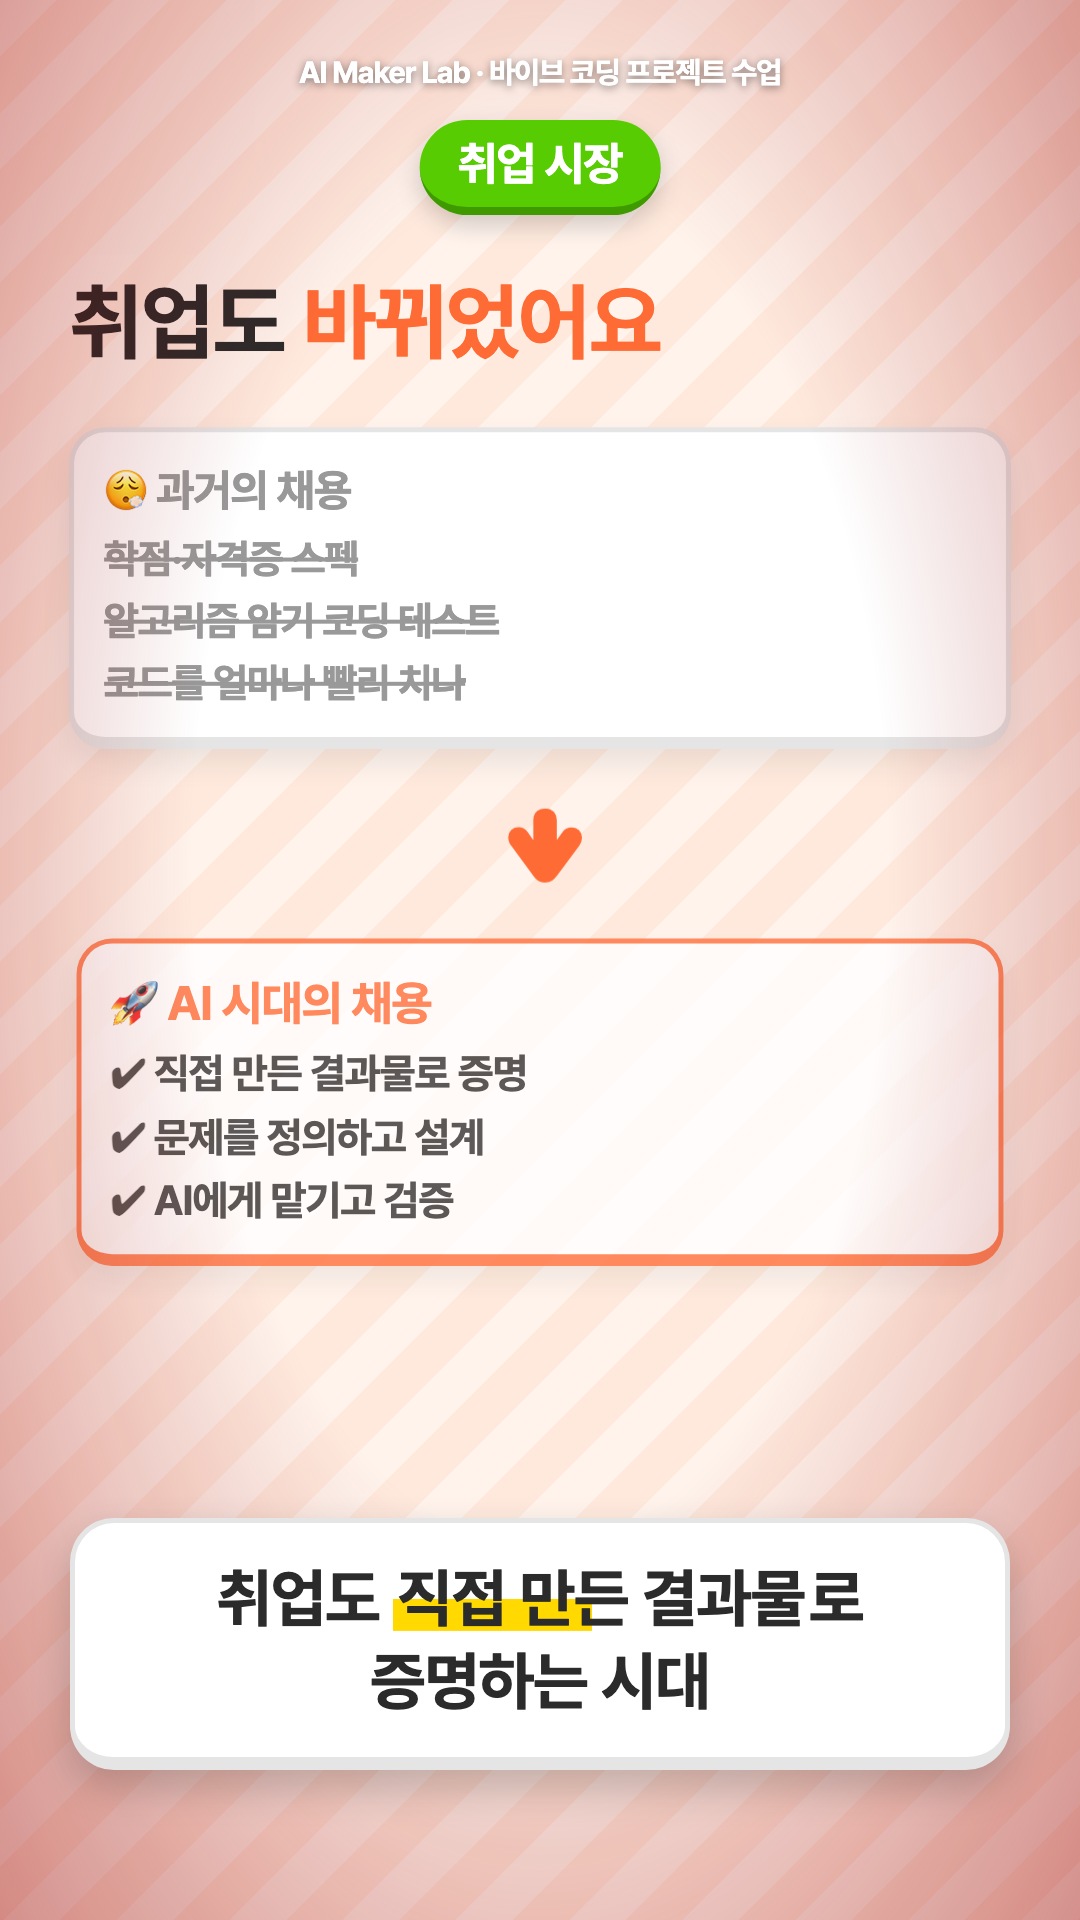 AI Maker Lab · 바이브 코딩 프로젝트 수업
취업 시장
취업도 바뀌었어요
😮‍💨 과거의 채용
학점·자격증 스펙
알고리즘 암기 코딩 테스트
코드를 얼마나 빨리 치나
🚀 AI 시대의 채용
✔ 직접 만든 결과물로 증명
✔ 문제를 정의하고 설계
✔ AI에게 맡기고 검증
취업도 직접 만든 결과물로
증명하는 시대